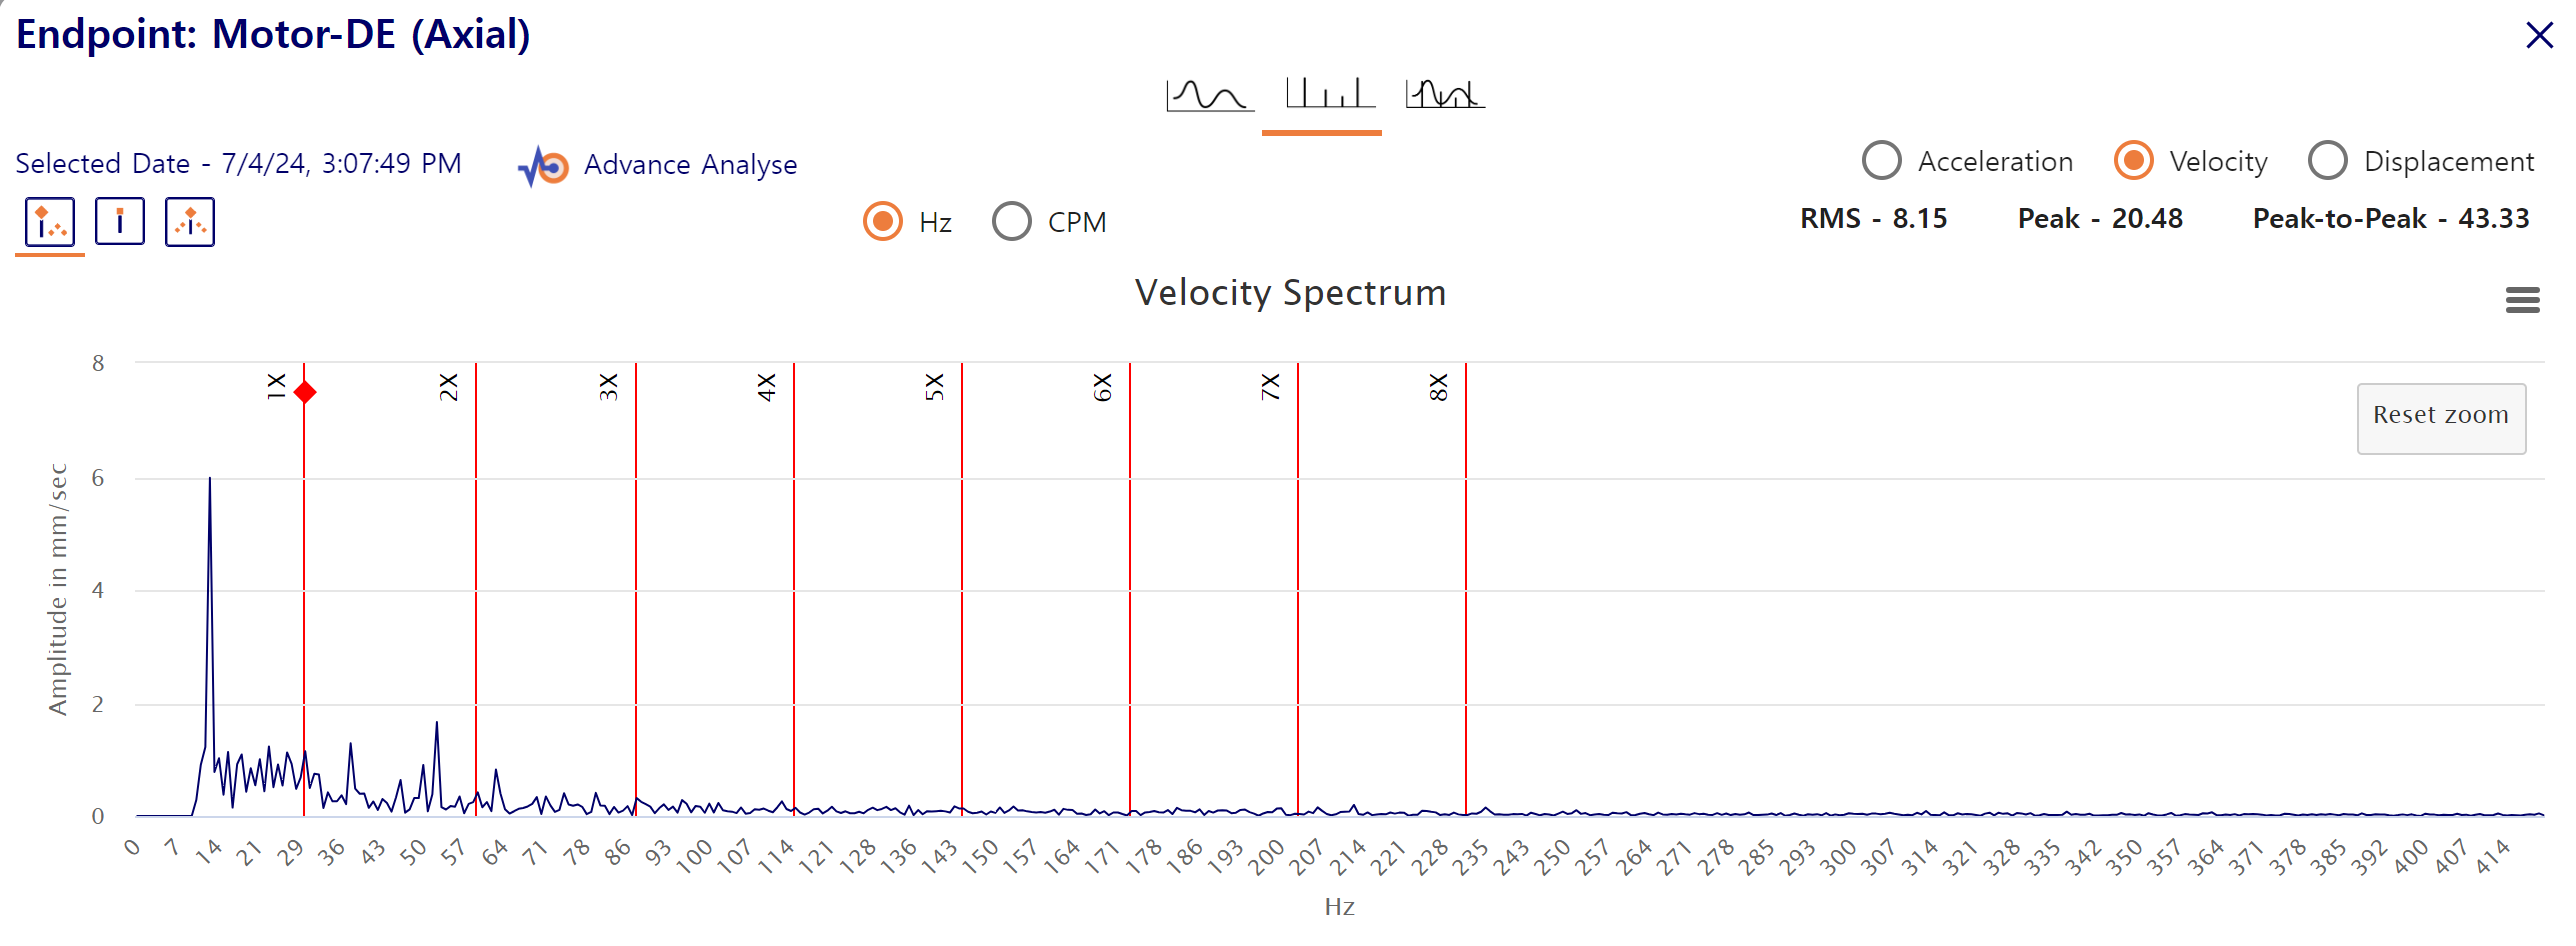 Endpoint: Motor-DE (Axial)
Selected Date - 7/4/24, 3:07:49 PM
Advance Analyse
Acceleration Velocity Displacement
Hz CPM
RMS - 8.15 Peak - 20.48 Peak-to-Peak - 43.33
Velocity Spectrum
Reset zoom
1X 2X 3X 4X 5X 6X 7X 8X
Amplitude in mm/sec
8
6
4
2
0
0 7 14 21 29 36 43 50 57 64 71 78 86 93 100 107 114 121 128 136 143 150 157 164 171 178 186 193 200 207 214 221 228 235 243 250 257 264 271 278 285 293 300 307 314 321 328 335 342 350 357 364 371 378 385 392 400 407 414
Hz